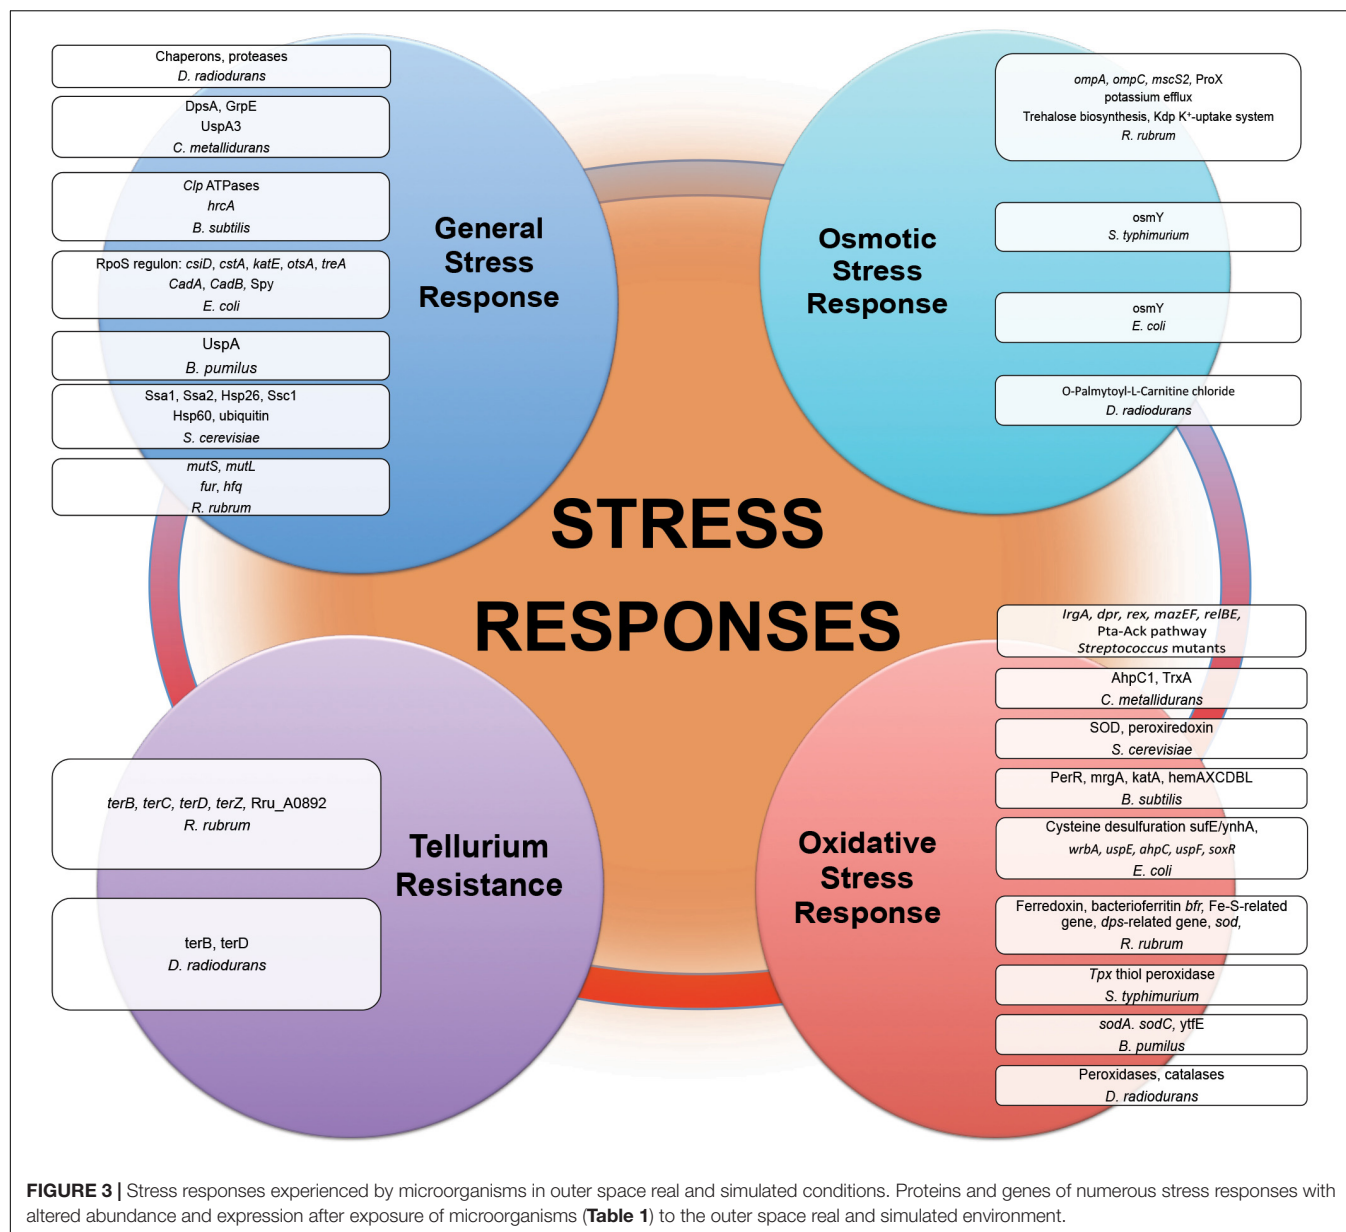 Chaperons, proteases
D. radiodurans
DpsA, GrpE
UspA3
C. metallidurans
Clp ATPases
hrcA
B. subtilis
RpoS regulon: csiD, cstA, katE, otsA, treA
CadA, CadB, Spy
E. coli
UspA
B. pumilus
Ssa1, Ssa2, Hsp26, Ssc1
Hsp60, ubiquitin
S. cerevisiae
mutS, mutL
fur, hfq
R. rubrum
General
Stress
Response
ompA, ompC, mscS2, ProX
potassium efflux
Trehalose biosynthesis, Kdp K⁺-uptake system
R. rubrum
osmY
S. typhimurium
osmY
E. coli
O-Palmytoyl-L-Carnitine chloride
D. radiodurans
Osmotic
Stress
Response
STRESS
RESPONSES
terB, terC, terD, terZ, Rru_A0892
R. rubrum
terB, terD
D. radiodurans
Tellurium
Resistance
Oxidative
Stress
Response
lrgA, dpr, rex, mazEF, relBE,
Pta-Ack pathway
Streptococcus mutants
AhpC1, TrxA
C. metallidurans
SOD, peroxiredoxin
S. cerevisiae
PerR, mrgA, katA, hemAXCDBL
B. subtilis
Cysteine desulfuration sufE/ynhA,
wrbA, uspE, ahpC, uspF, soxR
E. coli
Ferredoxin, bacterioferritin bfr, Fe-S-related
gene, dps-related gene, sod,
R. rubrum
Tpx thiol peroxidase
S. typhimurium
sodA. sodC, ytfE
B. pumilus
Peroxidases, catalases
D. radiodurans
FIGURE 3 | Stress responses experienced by microorganisms in outer space real and simulated conditions. Proteins and genes of numerous stress responses with
altered abundance and expression after exposure of microorganisms (Table 1) to the outer space real and simulated environment.